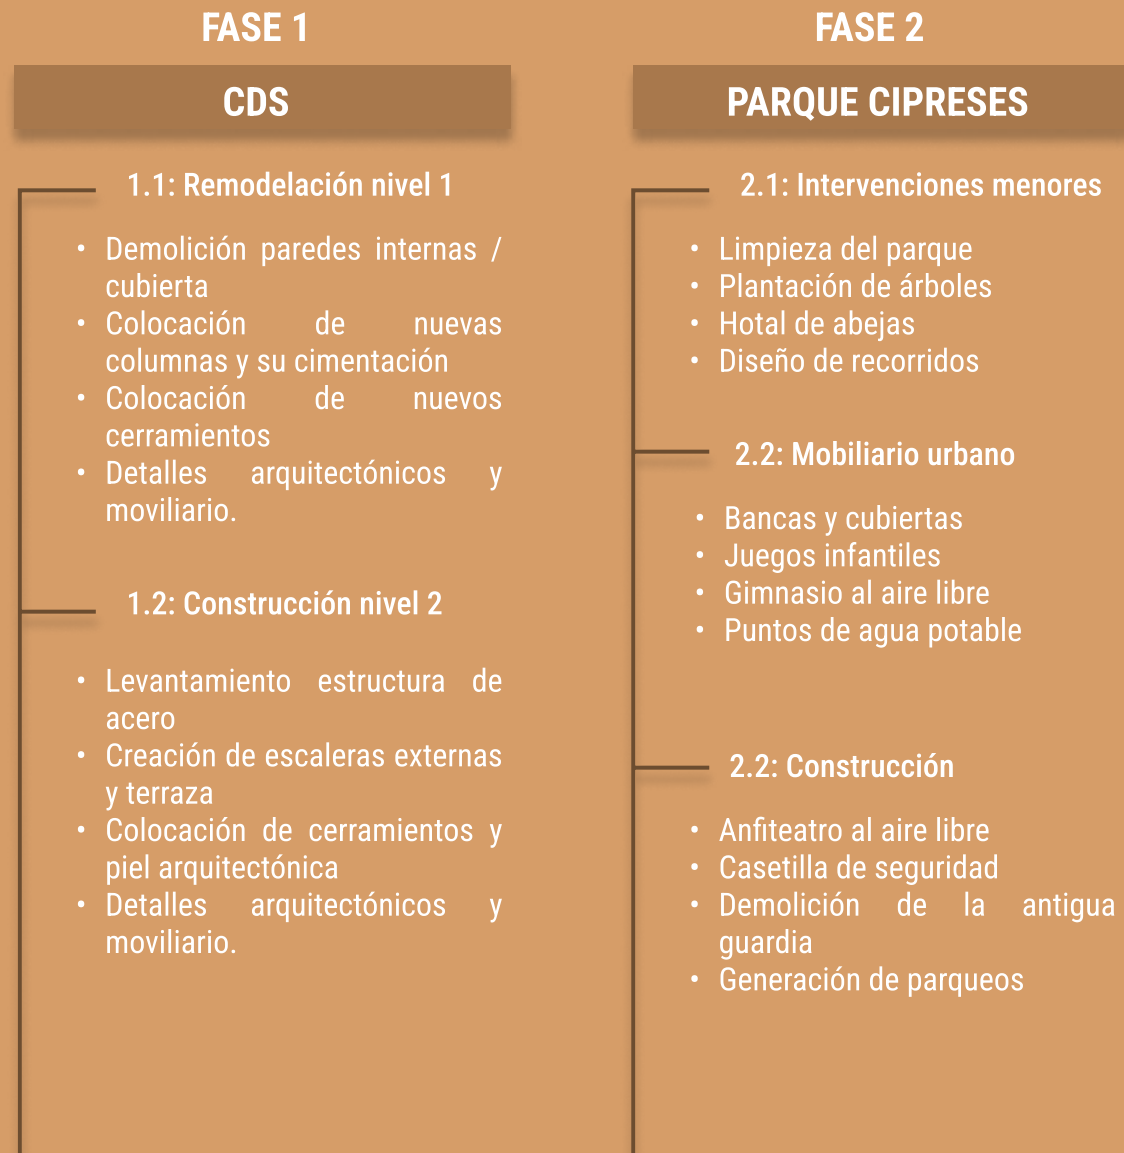 FASE 1
CDS
1.1: Remodelación nivel 1
• Demolición paredes internas /
cubierta
• Colocación de nuevas
columnas y su cimentación
• Colocación de nuevos
cerramientos
• Detalles arquitectónicos y
moviliario.
1.2: Construcción nivel 2
• Levantamiento estructura de
acero
• Creación de escaleras externas
y terraza
• Colocación de cerramientos y
piel arquitectónica
• Detalles arquitectónicos y
moviliario.
FASE 2
PARQUE CIPRESES
2.1: Intervenciones menores
• Limpieza del parque
• Plantación de árboles
• Hotal de abejas
• Diseño de recorridos
2.2: Mobiliario urbano
• Bancas y cubiertas
• Juegos infantiles
• Gimnasio al aire libre
• Puntos de agua potable
2.2: Construcción
• Anfiteatro al aire libre
• Casetilla de seguridad
• Demolición de la antigua
guardia
• Generación de parqueos